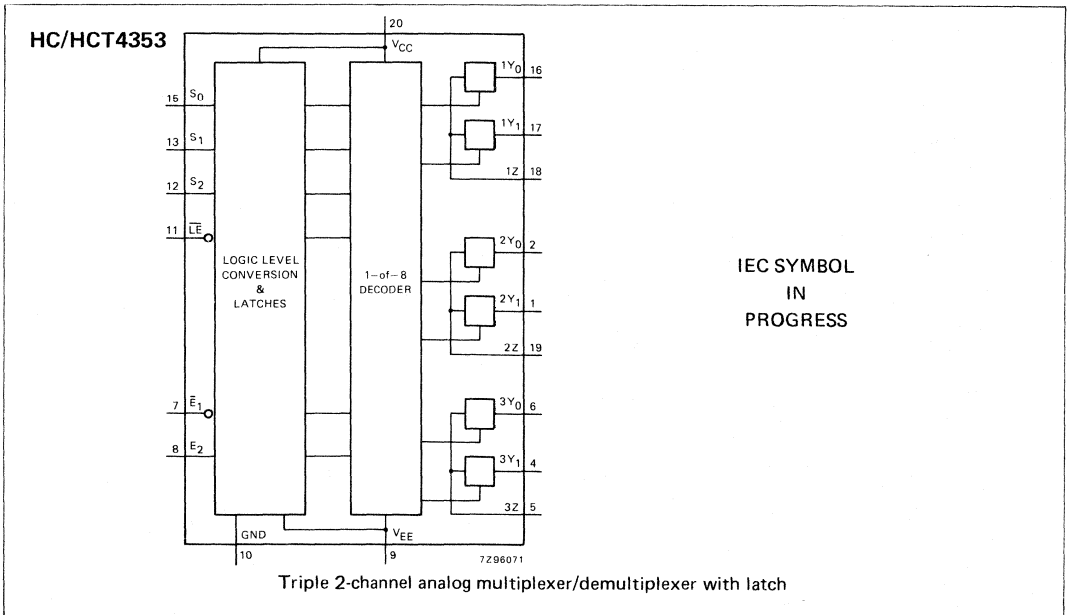 HC/HCT4353
20
VCC
15 S0
13 S1
12 S2
11 LE
7 E1
8 E2
LOGIC LEVEL
CONVERSION
&
LATCHES
1-of-8
DECODER
1Y0 16
1Y1 17
1Z 18
2Y0 2
2Y1 1
2Z 19
3Y0 6
3Y1 4
3Z 5
GND
10
VEE
9
7Z96071
IEC SYMBOL
IN
PROGRESS
Triple 2-channel analog multiplexer/demultiplexer with latch